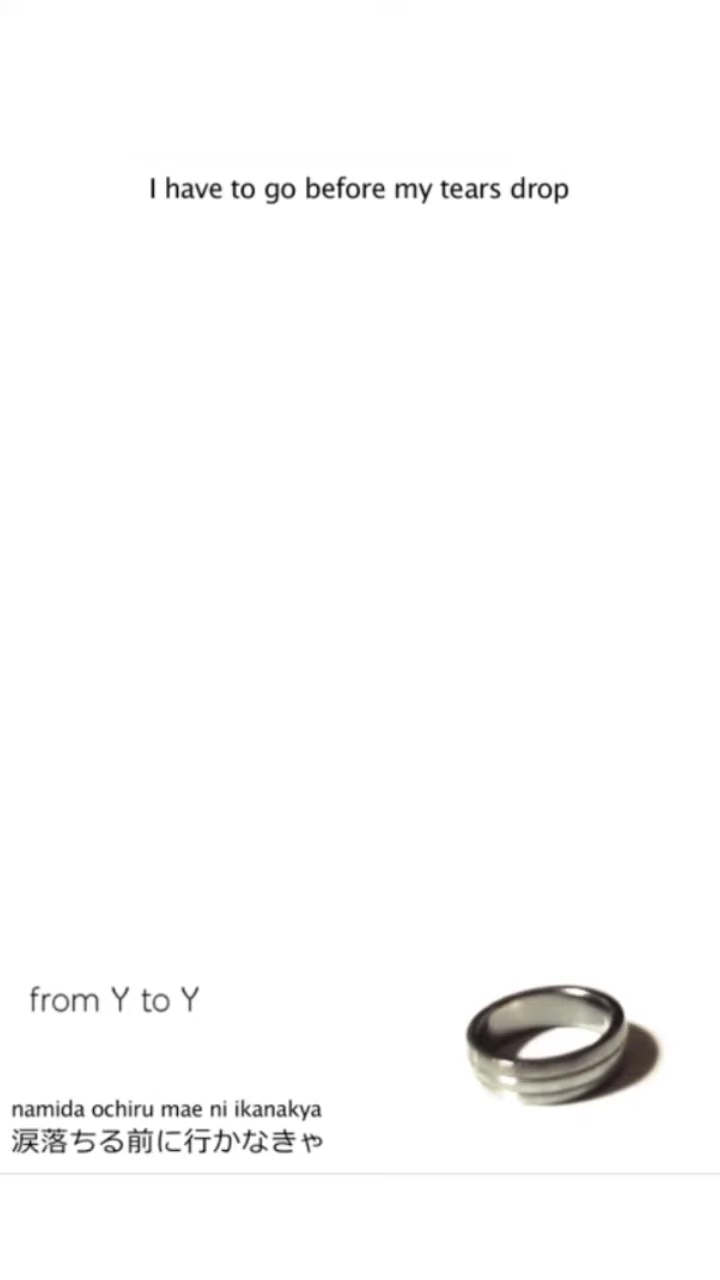 I have to go before my tears drop
from Y to Y
namida ochiru mae ni ikanakya
涙落ちる前に行かなきゃ